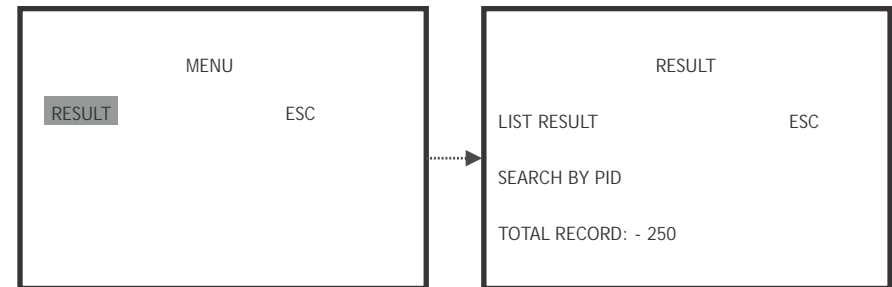 MENU
RESULT ESC
RESULT
LIST RESULT ESC
SEARCH BY PID
TOTAL RECORD: - 250